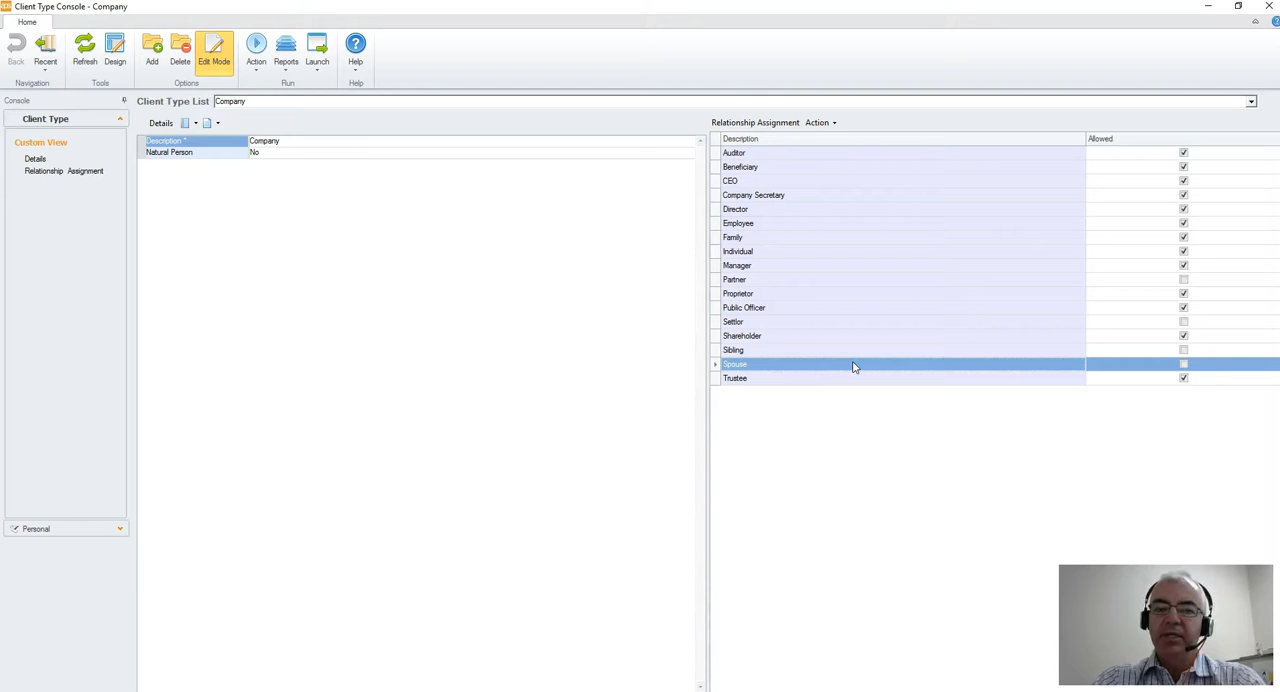 Client Type Console - Company
Home
Back Recent Refresh Design Add Delete Edit Mode Action Reports Launch Help
Navigation Tools Options Run Help
Console
Client Type
Custom View
Details
Relationship Assignment
Personal
Client Type List Company
Details
Description Company
Natural Person No
Relationship Assignment Action
Description Allowed
Auditor
Beneficiary
CEO
Company Secretary
Director
Employee
Family
Individual
Manager
Partner
Proprietor
Public Officer
Settlor
Shareholder
Sibling
Spouse
Trustee